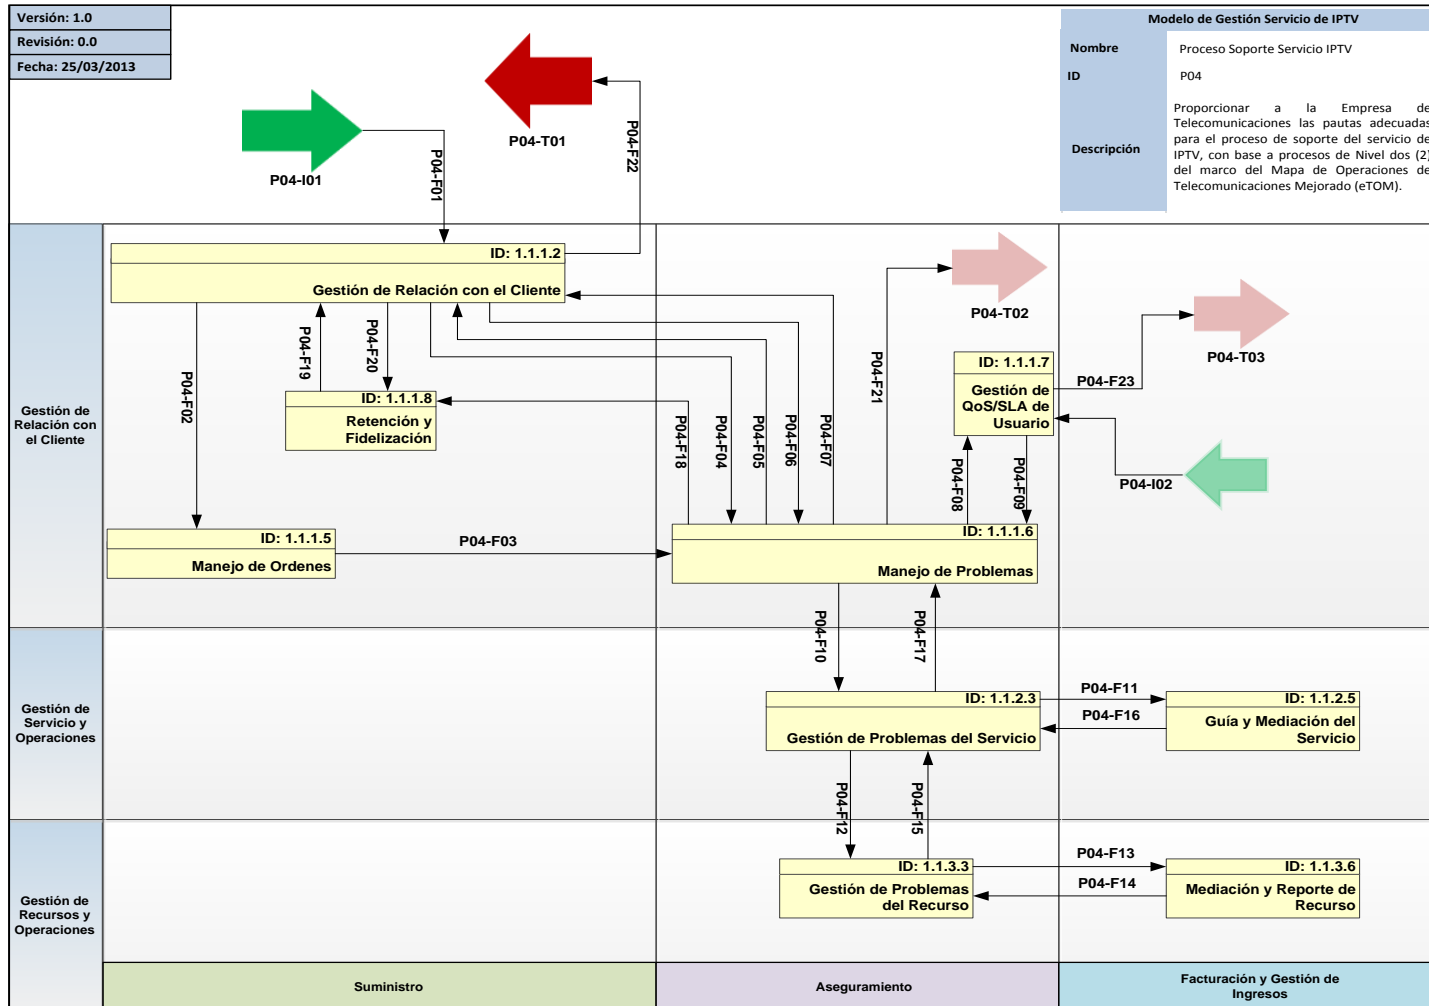 Versión: 1.0
Revisión: 0.0
Fecha: 25/03/2013
Modelo de Gestión Servicio de IPTV
Nombre
Proceso Soporte Servicio IPTV
ID
P04
Descripción
Proporcionar a la Empresa de
Telecomunicaciones las pautas adecuadas
para el proceso de soporte del servicio de
IPTV, con base a procesos de Nivel dos (2)
del marco del Mapa de Operaciones de
Telecomunicaciones Mejorado (eTOM).
P04-I01
P04-F01
P04-T01
P04-F22
Gestión de
Relación con
el Cliente
ID: 1.1.1.2
Gestión de Relación con el Cliente
P04-F02
P04-F19
P04-F20
ID: 1.1.1.8
Retención y
Fidelización
P04-F18
P04-F04
P04-F05
P04-F06
P04-F07
P04-F21
P04-T02
P04-T03
ID: 1.1.1.7
Gestión de
QoS/SLA de
Usuario
P04-F23
P04-I02
P04-F08
P04-F09
ID: 1.1.1.5
Manejo de Ordenes
P04-F03
ID: 1.1.1.6
Manejo de Problemas
P04-F10
P04-F17
Gestión de
Servicio y
Operaciones
ID: 1.1.2.3
Gestión de Problemas del Servicio
P04-F11
P04-F16
ID: 1.1.2.5
Guía y Mediación del
Servicio
P04-F12
P04-F15
Gestión de
Recursos y
Operaciones
ID: 1.1.3.3
Gestión de Problemas
del Recurso
P04-F13
P04-F14
ID: 1.1.3.6
Mediación y Reporte de
Recurso
Suministro
Aseguramiento
Facturación y Gestión de
Ingresos